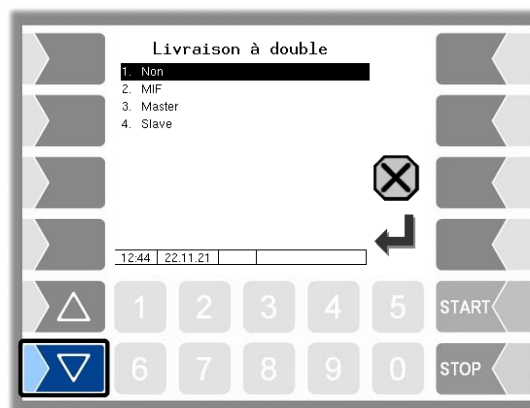 Livraison à double
1. Non
2. MIF
3. Master
4. Slave
12:44 22.11.21
1 2 3 4 5 START
6 7 8 9 0 STOP